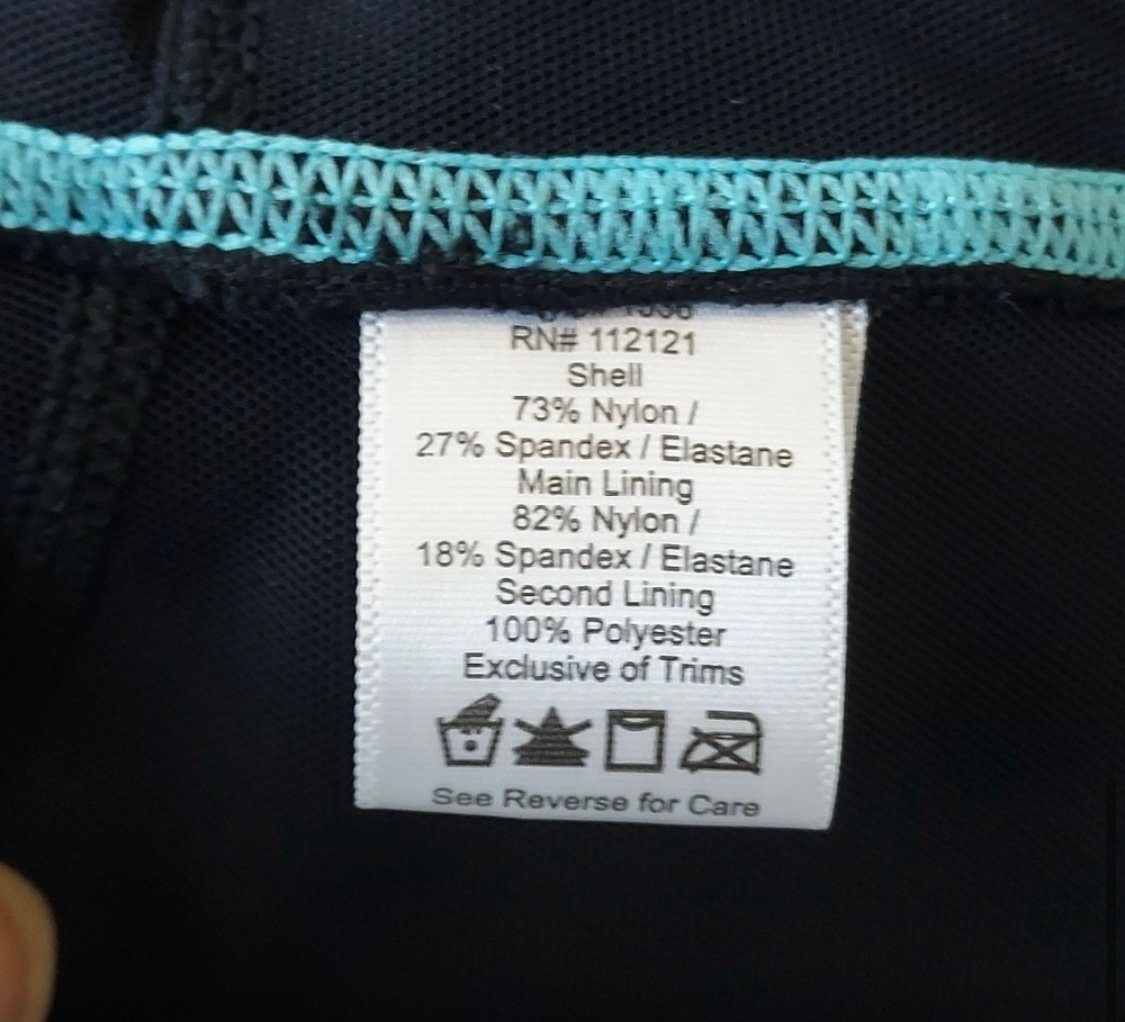 RN# 112121
Shell
73% Nylon /
27% Spandex / Elastane
Main Lining
82% Nylon /
18% Spandex / Elastane
Second Lining
100% Polyester
Exclusive of Trims
See Reverse for Care